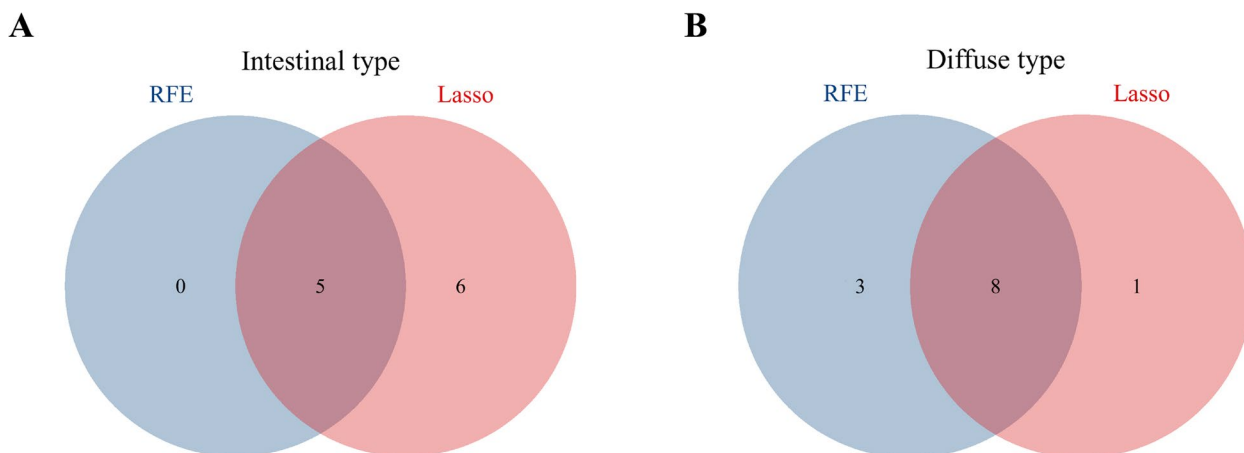 A
Intestinal type
RFE Lasso
0 5 6
B
Diffuse type
RFE Lasso
3 8 1